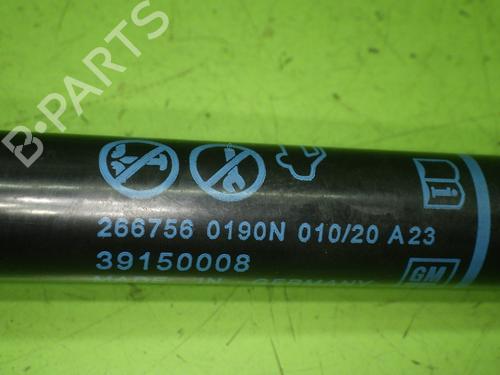 B-PARTS
266756 0190N 010/20 A23
39150008
GM
MADE IN GERMANY